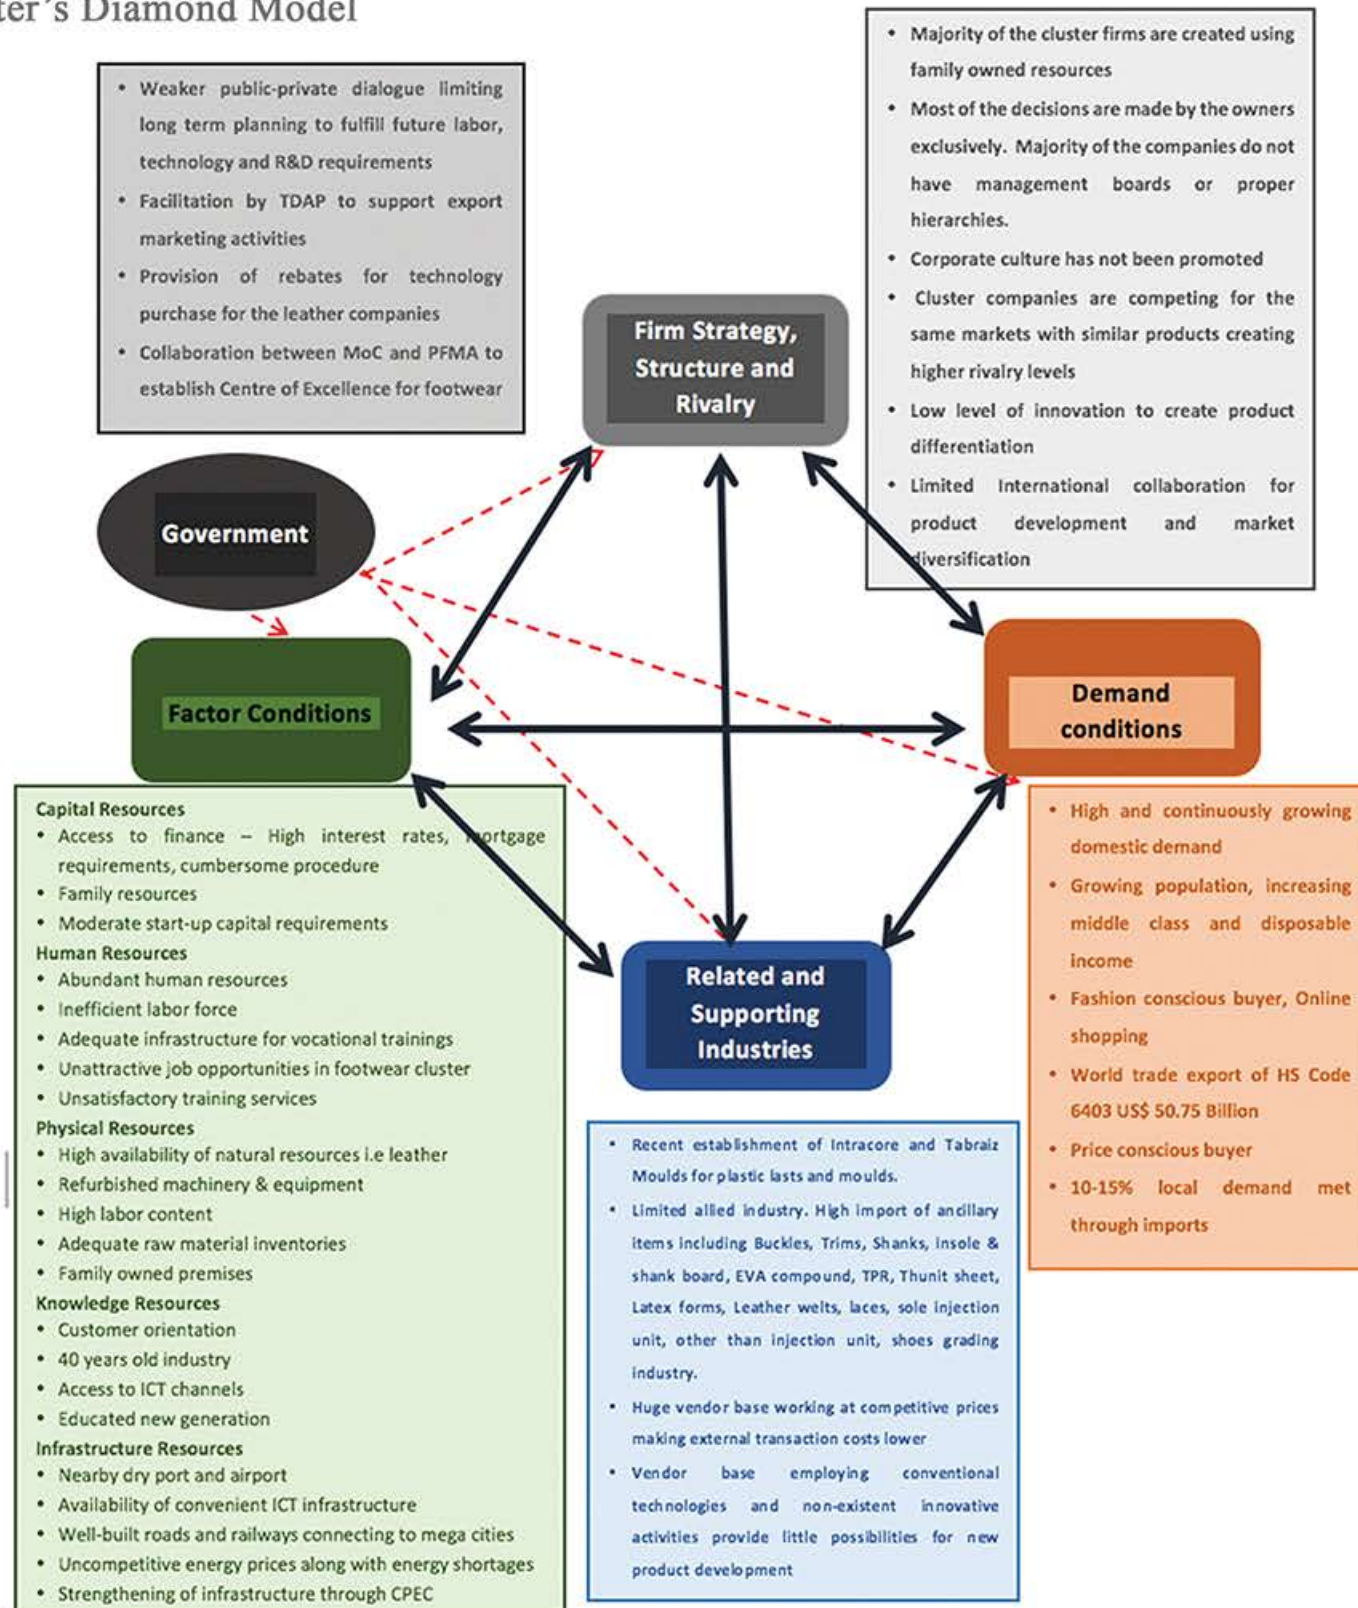 ter's Diamond Model
• Weaker public-private dialogue limiting
long term planning to fulfill future labor,
technology and R&D requirements
• Facilitation by TDAP to support export
marketing activities
• Provision of rebates for technology
purchase for the leather companies
• Collaboration between MoC and PFMA to
establish Centre of Excellence for footwear
• Majority of the cluster firms are created using
family owned resources
• Most of the decisions are made by the owners
exclusively. Majority of the companies do not
have management boards or proper
hierarchies.
• Corporate culture has not been promoted
• Cluster companies are competing for the
same markets with similar products creating
higher rivalry levels
• Low level of innovation to create product
differentiation
• Limited International collaboration for
product development and market
diversification
Firm Strategy,
Structure and
Rivalry
Government
Factor Conditions
Demand
conditions
Capital Resources
• Access to finance – High interest rates, mortgage
requirements, cumbersome procedure
• Family resources
• Moderate start-up capital requirements
Human Resources
• Abundant human resources
• Inefficient labor force
• Adequate infrastructure for vocational trainings
• Unattractive job opportunities in footwear cluster
• Unsatisfactory training services
Physical Resources
• High availability of natural resources i.e leather
• Refurbished machinery & equipment
• High labor content
• Adequate raw material inventories
• Family owned premises
Knowledge Resources
• Customer orientation
• 40 years old industry
• Access to ICT channels
• Educated new generation
Infrastructure Resources
• Nearby dry port and airport
• Availability of convenient ICT infrastructure
• Well-built roads and railways connecting to mega cities
• Uncompetitive energy prices along with energy shortages
• Strengthening of infrastructure through CPEC
Related and
Supporting
Industries
• Recent establishment of Intracore and Tabraiz
Moulds for plastic lasts and moulds.
• Limited allied industry. High import of ancillary
items including Buckles, Trims, Shanks, Insole &
shank board, EVA compound, TPR, Thunit sheet,
Latex forms, Leather welts, laces, sole injection
unit, other than injection unit, shoes grading
industry.
• Huge vendor base working at competitive prices
making external transaction costs lower
• Vendor base employing conventional
technologies and non-existent innovative
activities provide little possibilities for new
product development
• High and continuously growing
domestic demand
• Growing population, increasing
middle class and disposable
income
• Fashion conscious buyer, Online
shopping
• World trade export of HS Code
6403 US$ 50.75 Billion
• Price conscious buyer
• 10-15% local demand met
through imports